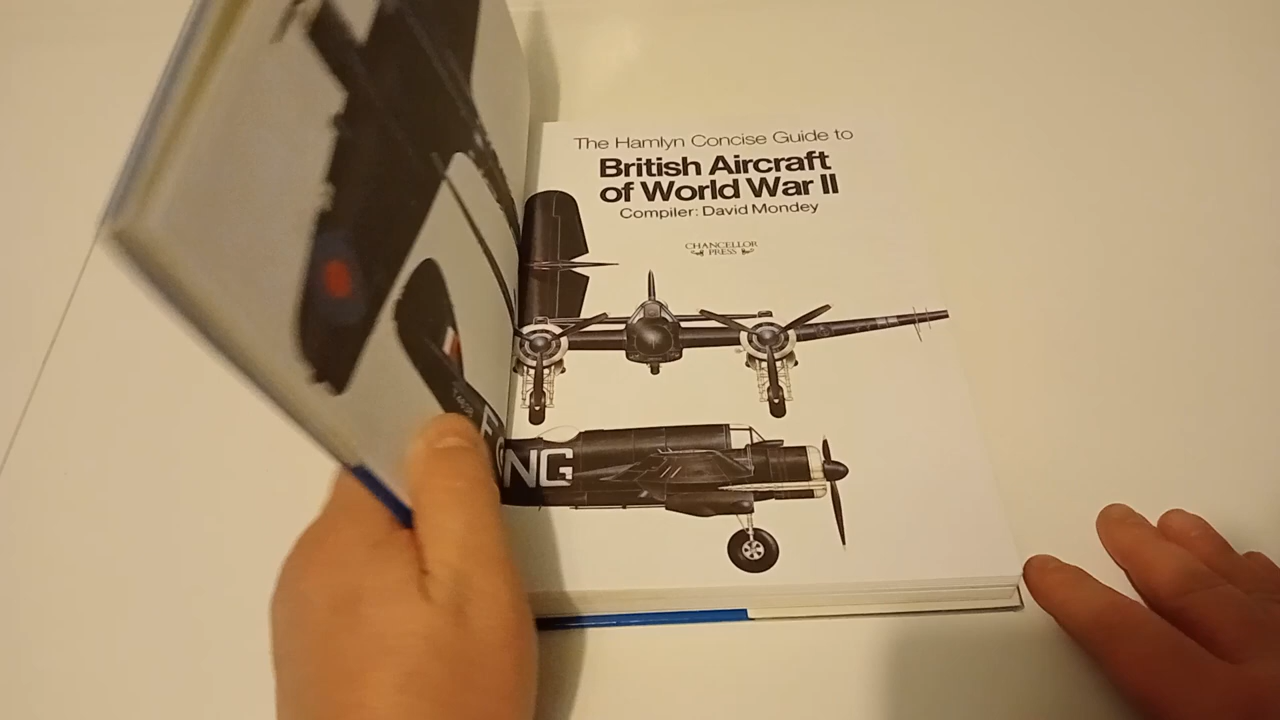 The Hamlyn Concise Guide to
British Aircraft
of World War II
Compiler: David Mondey
CHANCELLOR
PRESS
NG